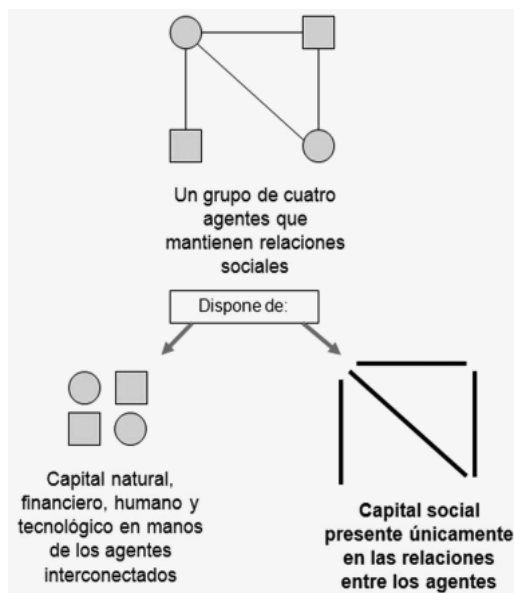 Un grupo de cuatro
agentes que
mantienen relaciones
sociales
Dispone de:
Capital natural,
financiero, humano y
tecnológico en manos
de los agentes
interconectados
Capital social
presente únicamente
en las relaciones
entre los agentes